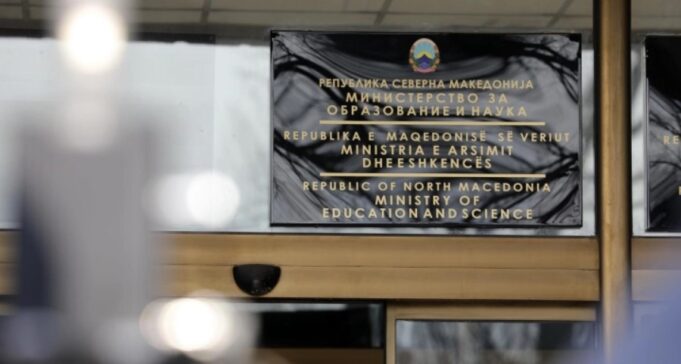 РЕПУБЛИКА СЕВЕРНА МАКЕДОНИЈА
МИНИСТЕРСТВО ЗА
ОБРАЗОВАНИЕ И НАУКА
REPUBLIKA E MAQEDONISË SË VERIUT
MINISTRIA E ARSIMIT
DHE ESHKENCËS
REPUBLIC OF NORTH MACEDONIA
MINISTRY OF
EDUCATION AND SCIENCE